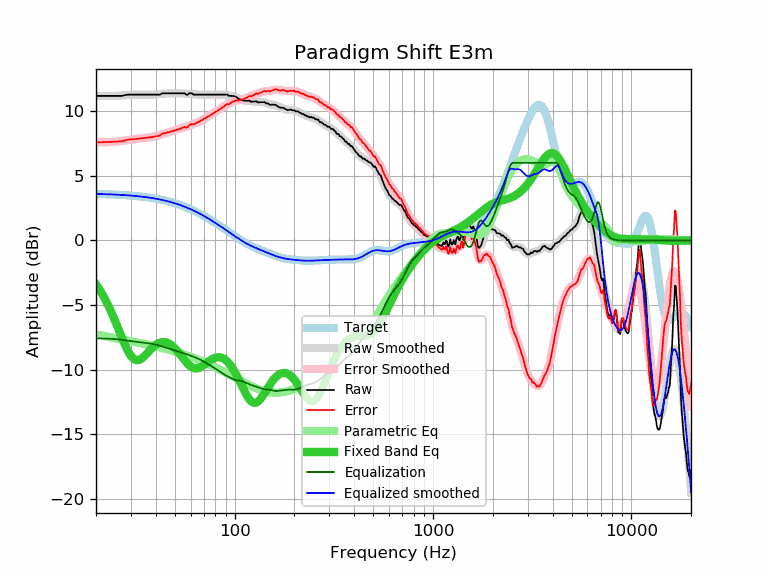 Paradigm Shift E3m
Amplitude (dBr)
10
5
0
−5
−10
−15
−20
Target
Raw Smoothed
Error Smoothed
Raw
Error
Parametric Eq
Fixed Band Eq
Equalization
Equalized smoothed
100
1000
10000
Frequency (Hz)